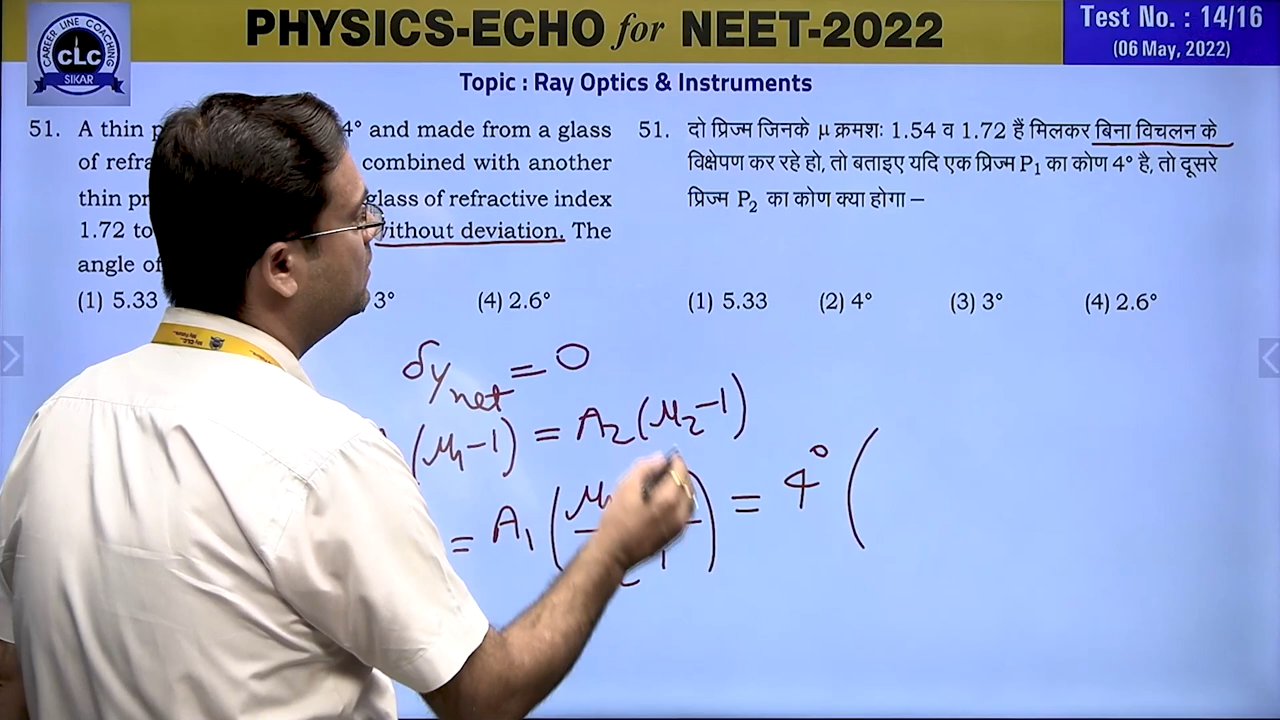 PHYSICS-ECHO for NEET-2022
Test No. : 14/16
(06 May, 2022)
CAREER LINE COACHING
CLC
SIKAR
Topic : Ray Optics & Instruments
51. A thin 4° and made from a glass
of combined with another
thin glass of refractive index
1.72 to without deviation. The
angle of
(1) 5.33 3° (4) 2.6°
51. दो प्रिज्म जिनके μ क्रमशः 1.54 व 1.72 हैं मिलकर बिना विचलन के
विक्षेपण कर रहे हो, तो बताइए यदि एक प्रिज्म P₁ का कोण 4° है, तो दूसरे
प्रिज्म P₂ का कोण क्या होगा –
(1) 5.33 (2) 4° (3) 3° (4) 2.6°
δy net = 0
(μ₁-1) = A₂(μ₂-1)
= A₁( ) = 4° (